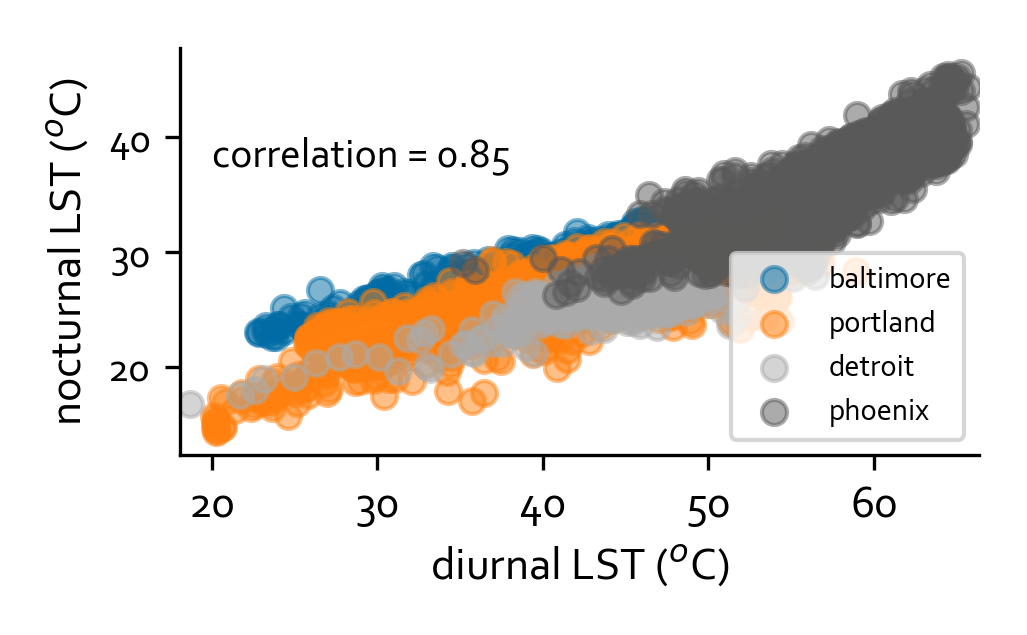 nocturnal LST (°C)
40
30
20
correlation = 0.85
baltimore
portland
detroit
phoenix
20 30 40 50 60
diurnal LST (°C)